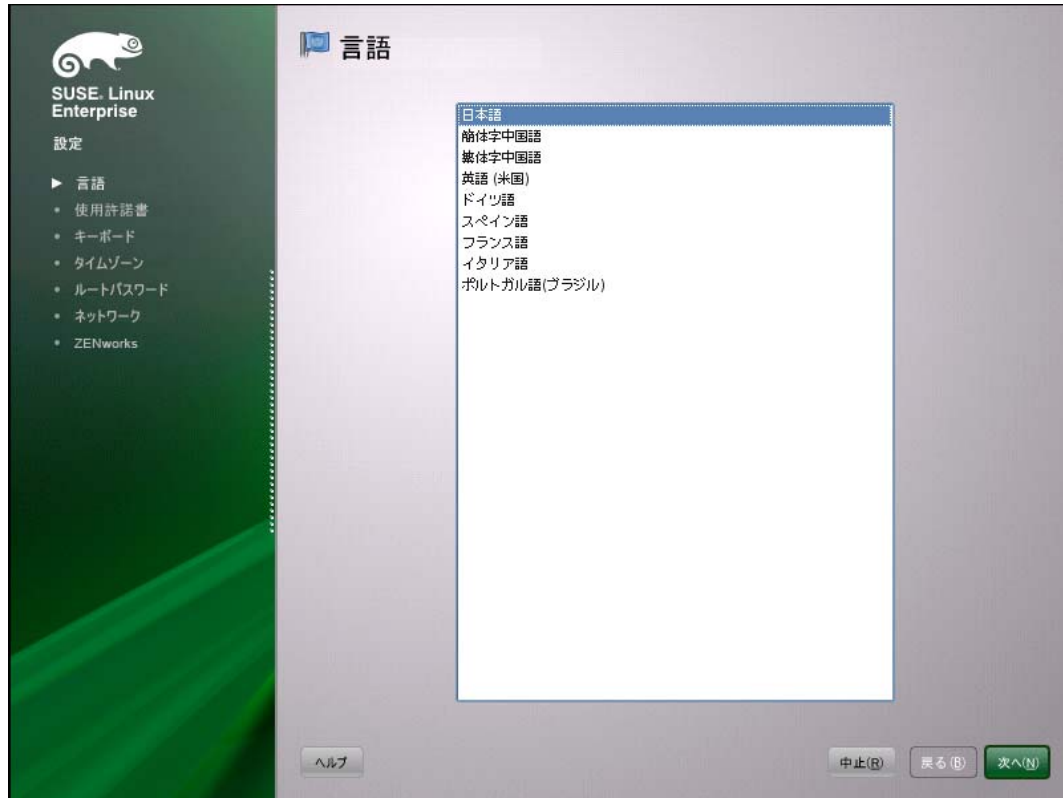 SUSE. Linux
Enterprise
設定
言語
使用許諾書
キーボード
タイムゾーン
ルートパスワード
ネットワーク
ZENworks
言語
日本語
簡体字中国語
繁体字中国語
英語 (米国)
ドイツ語
スペイン語
フランス語
イタリア語
ポルトガル語(ブラジル)
ヘルプ
中止(R)
戻る(B)
次へ(N)